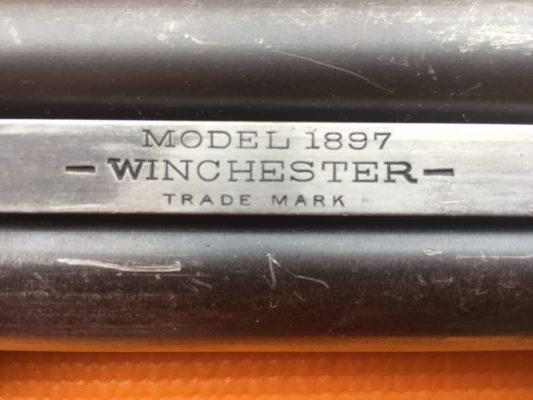 MODEL 1897
-WINCHESTER-
TRADE MARK